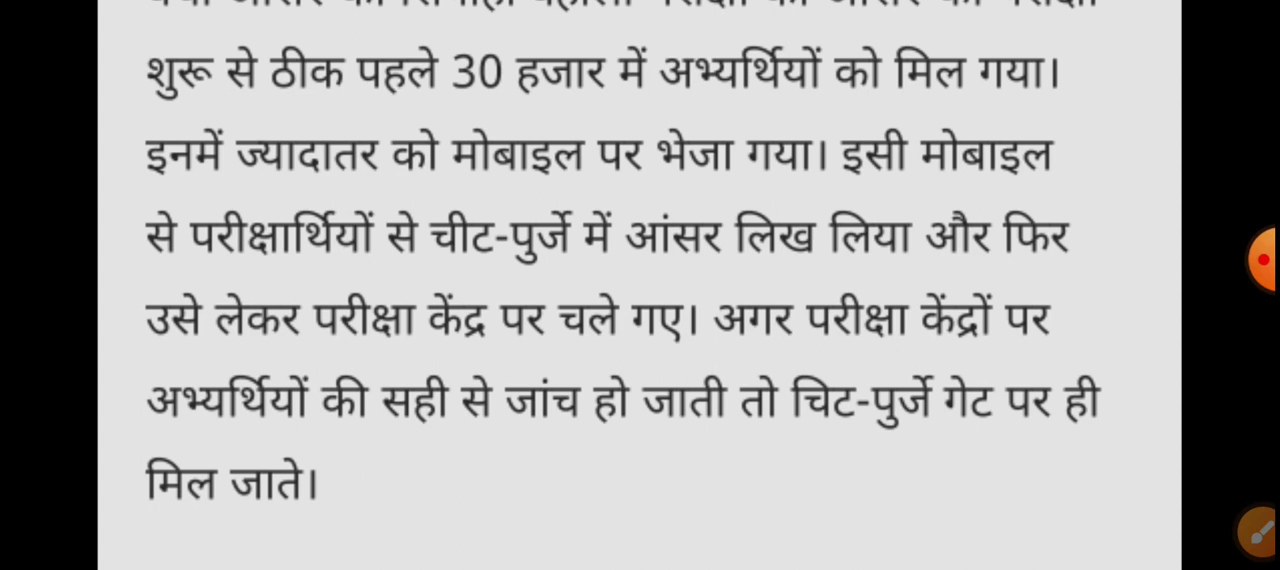 शुरू से ठीक पहले 30 हजार में अभ्यर्थियों को मिल गया।
इनमें ज्यादातर को मोबाइल पर भेजा गया। इसी मोबाइल
से परीक्षार्थियों से चीट-पुर्जे में आंसर लिख लिया और फिर
उसे लेकर परीक्षा केंद्र पर चले गए। अगर परीक्षा केंद्रों पर
अभ्यर्थियों की सही से जांच हो जाती तो चिट-पुर्जे गेट पर ही
मिल जाते।